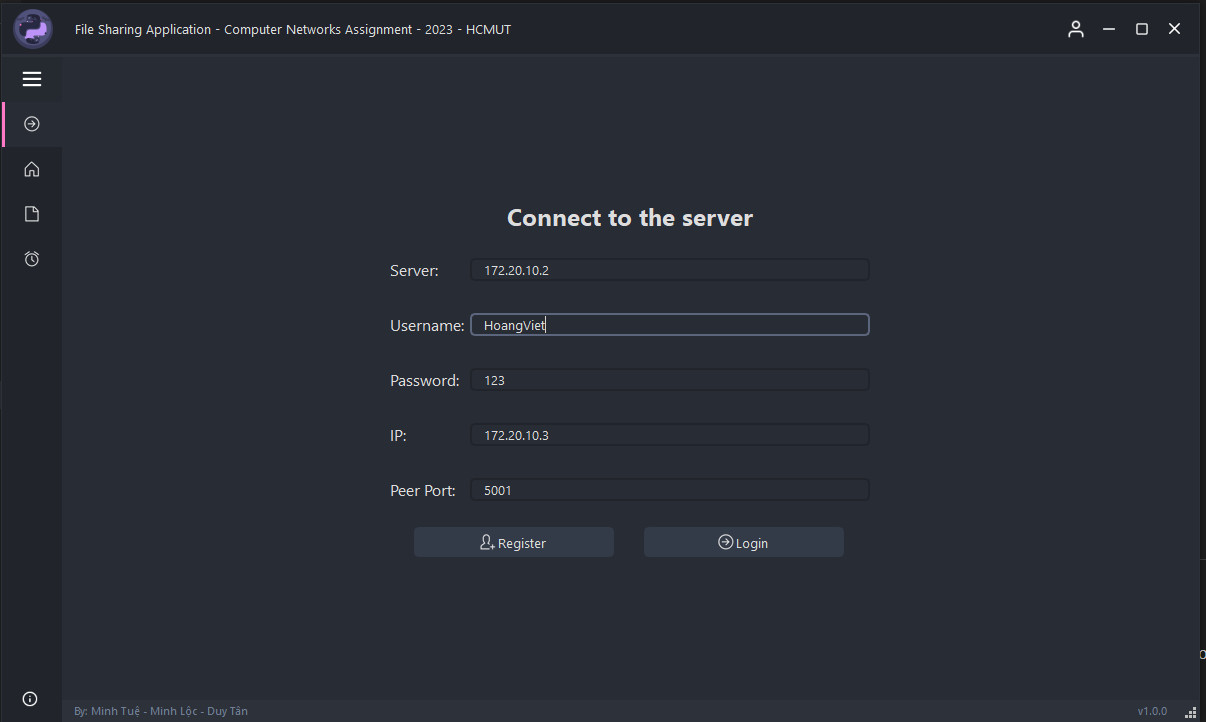 File Sharing Application - Computer Networks Assignment - 2023 - HCMUT
Connect to the server
Server: 172.20.10.2
Username: HoangViet
Password: 123
IP: 172.20.10.3
Peer Port: 5001
Register Login
By: Minh Tuệ - Minh Lộc - Duy Tân v1.0.0